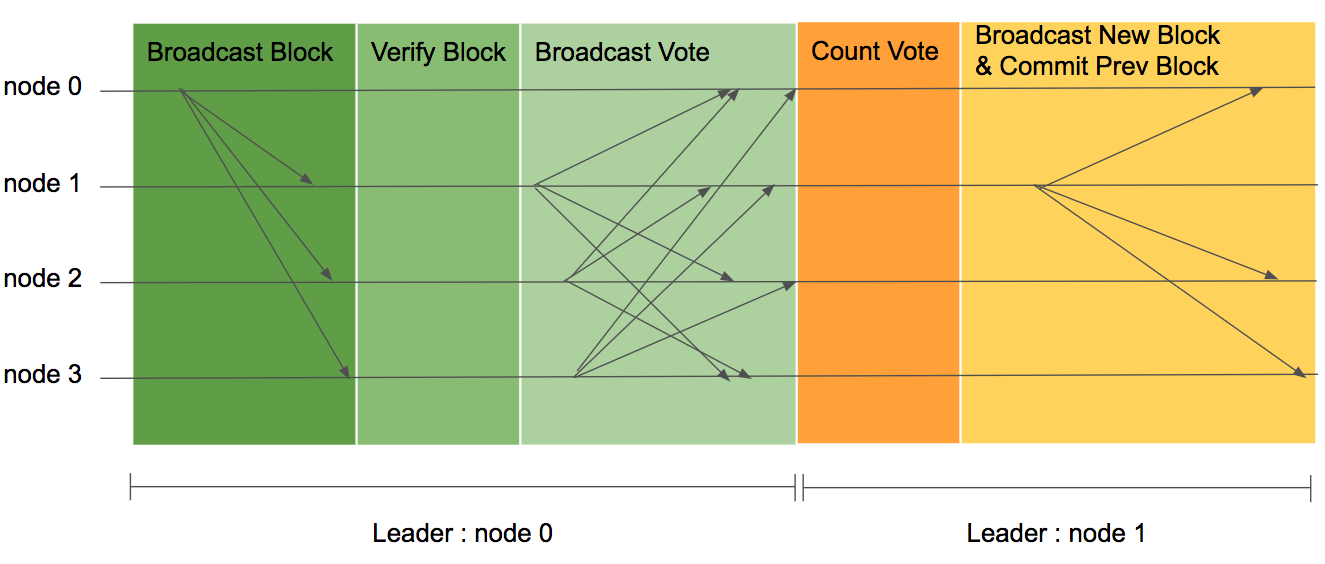 Broadcast Block
Verify Block
Broadcast Vote
Count Vote
Broadcast New Block
& Commit Prev Block
node 0
node 1
node 2
node 3
Leader : node 0
Leader : node 1